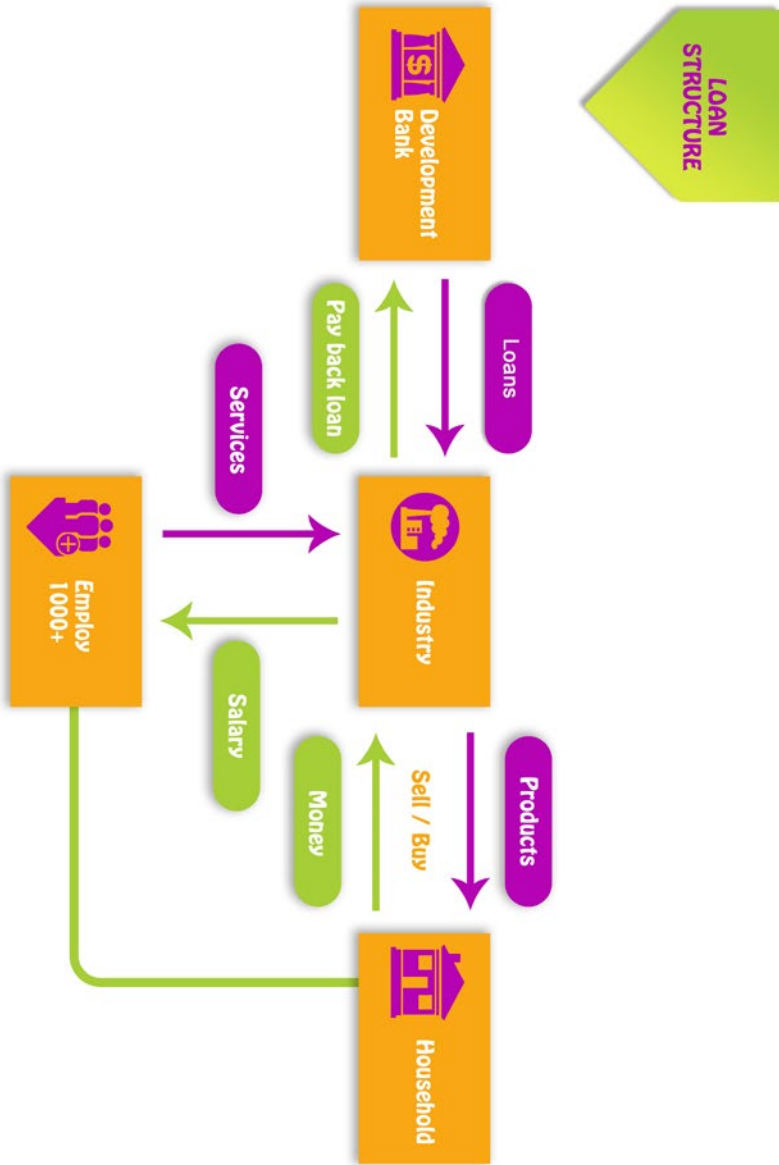 LOAN
STRUCTURE
Loans
Products
$
Development
Bank
Industry
Sell / Buy
Household
Pay back loan
Money
Services
Salary
Employ
1000+